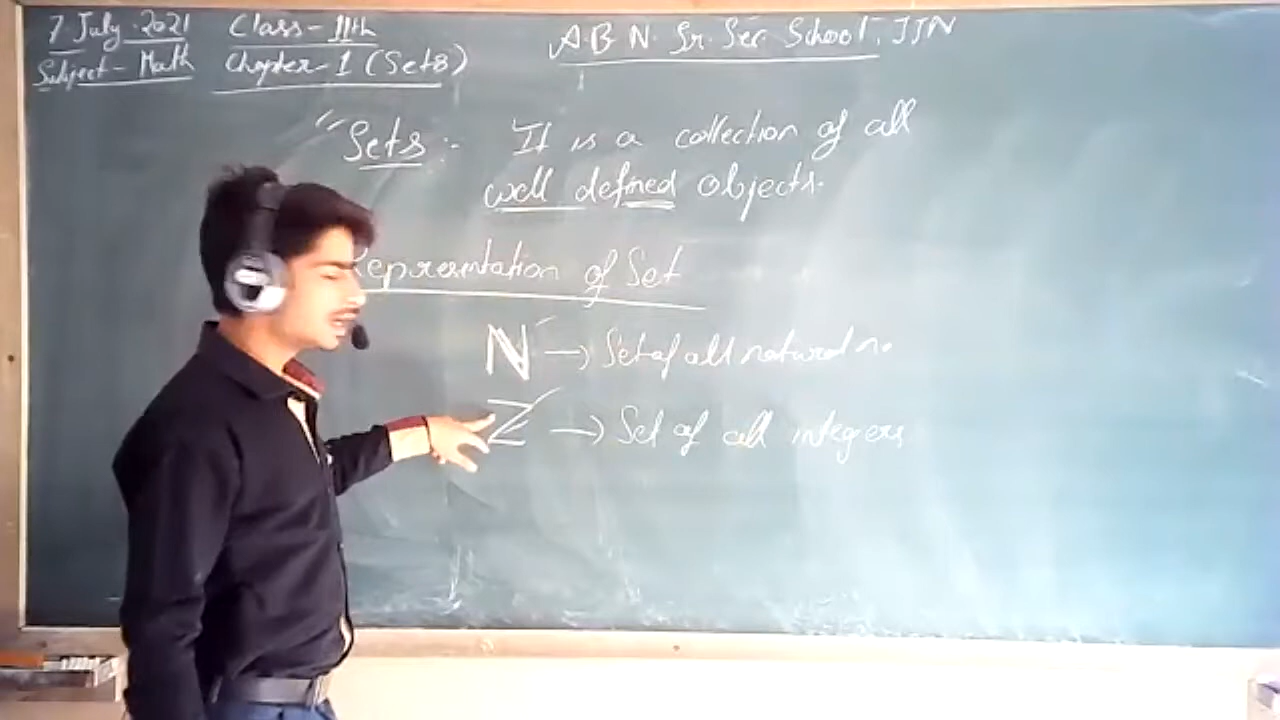 7 July 2021 Class-11th A.B.N. Sr. Sec School, JJN
Subject- Math Chapter-1 (Sets)
"Sets :- It is a collection of all
well defined objects.
Representation of Set
N → Set of all natural no
Z → Set of all integers